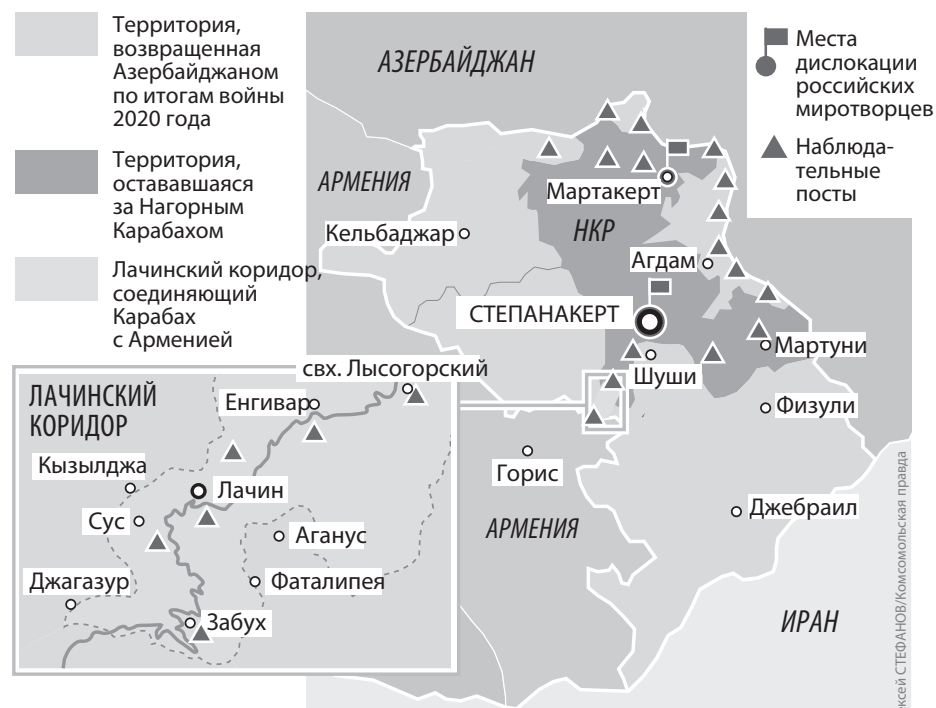 Территория,
возвращенная
Азербайджаном
по итогам войны
2020 года
Территория,
остававшаяся
за Нагорным
Карабахом
Лачинский коридор,
соединяющий
Карабах
с Арменией
АЗЕРБАЙДЖАН
Места
дислокации
российских
миротворцев
Наблюда-
тельные
посты
АРМЕНИЯ
Мартакерт
Кельбаджар
НКР
Агдам
СТЕПАНАКЕРТ
Мартуни
Шуши
Физули
Горис
Джебраил
АРМЕНИЯ
ИРАН
ЛАЧИНСКИЙ
КОРИДОР
свх. Лысогорский
Енгивар
Кызылджа
Лачин
Сус
Аганус
Джагазур
Фаталипея
Забух
СТЕФАНОВ/Комсомольская правда